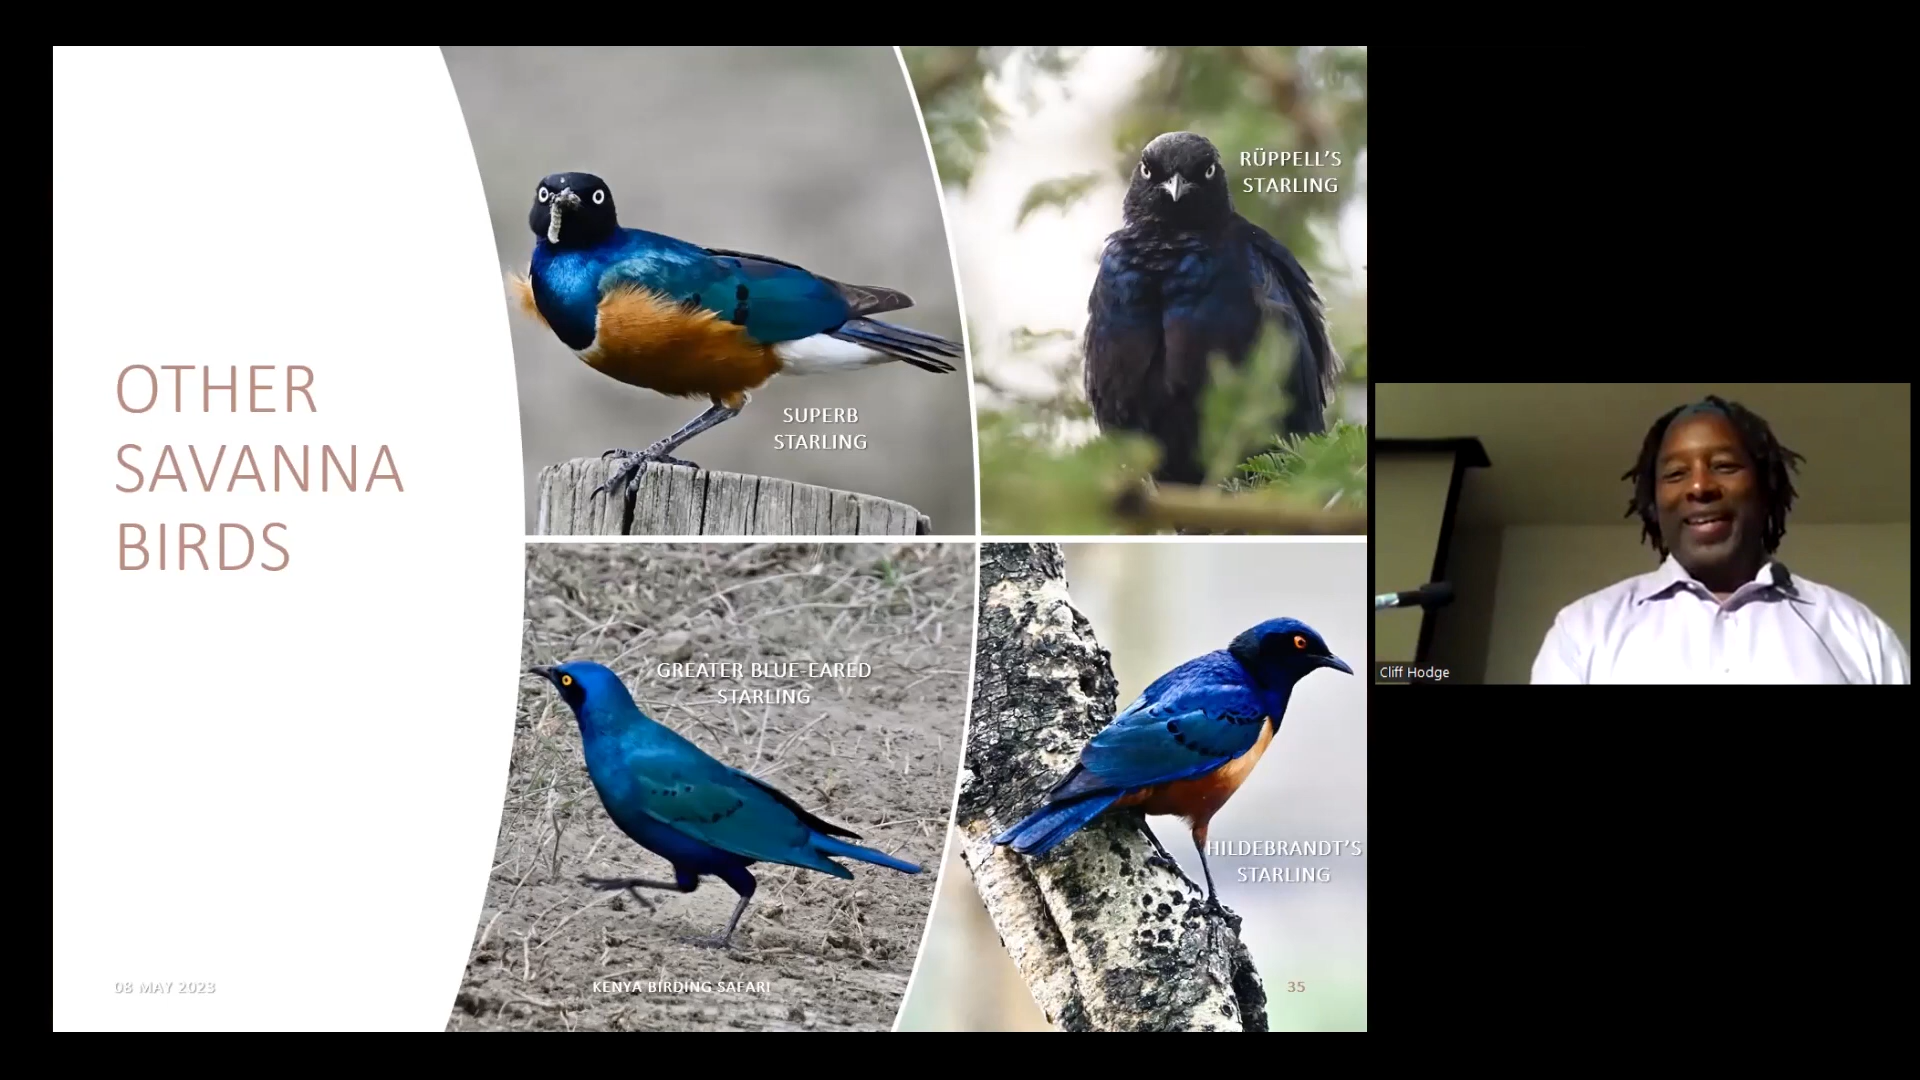 OTHER
SAVANNA
BIRDS
SUPERB
STARLING
RÜPPELL’S
STARLING
GREATER BLUE-EARED
STARLING
HILDEBRANDT’S
STARLING
08 MAY 2023
KENYA BIRDING SAFARI
35
Cliff Hodge